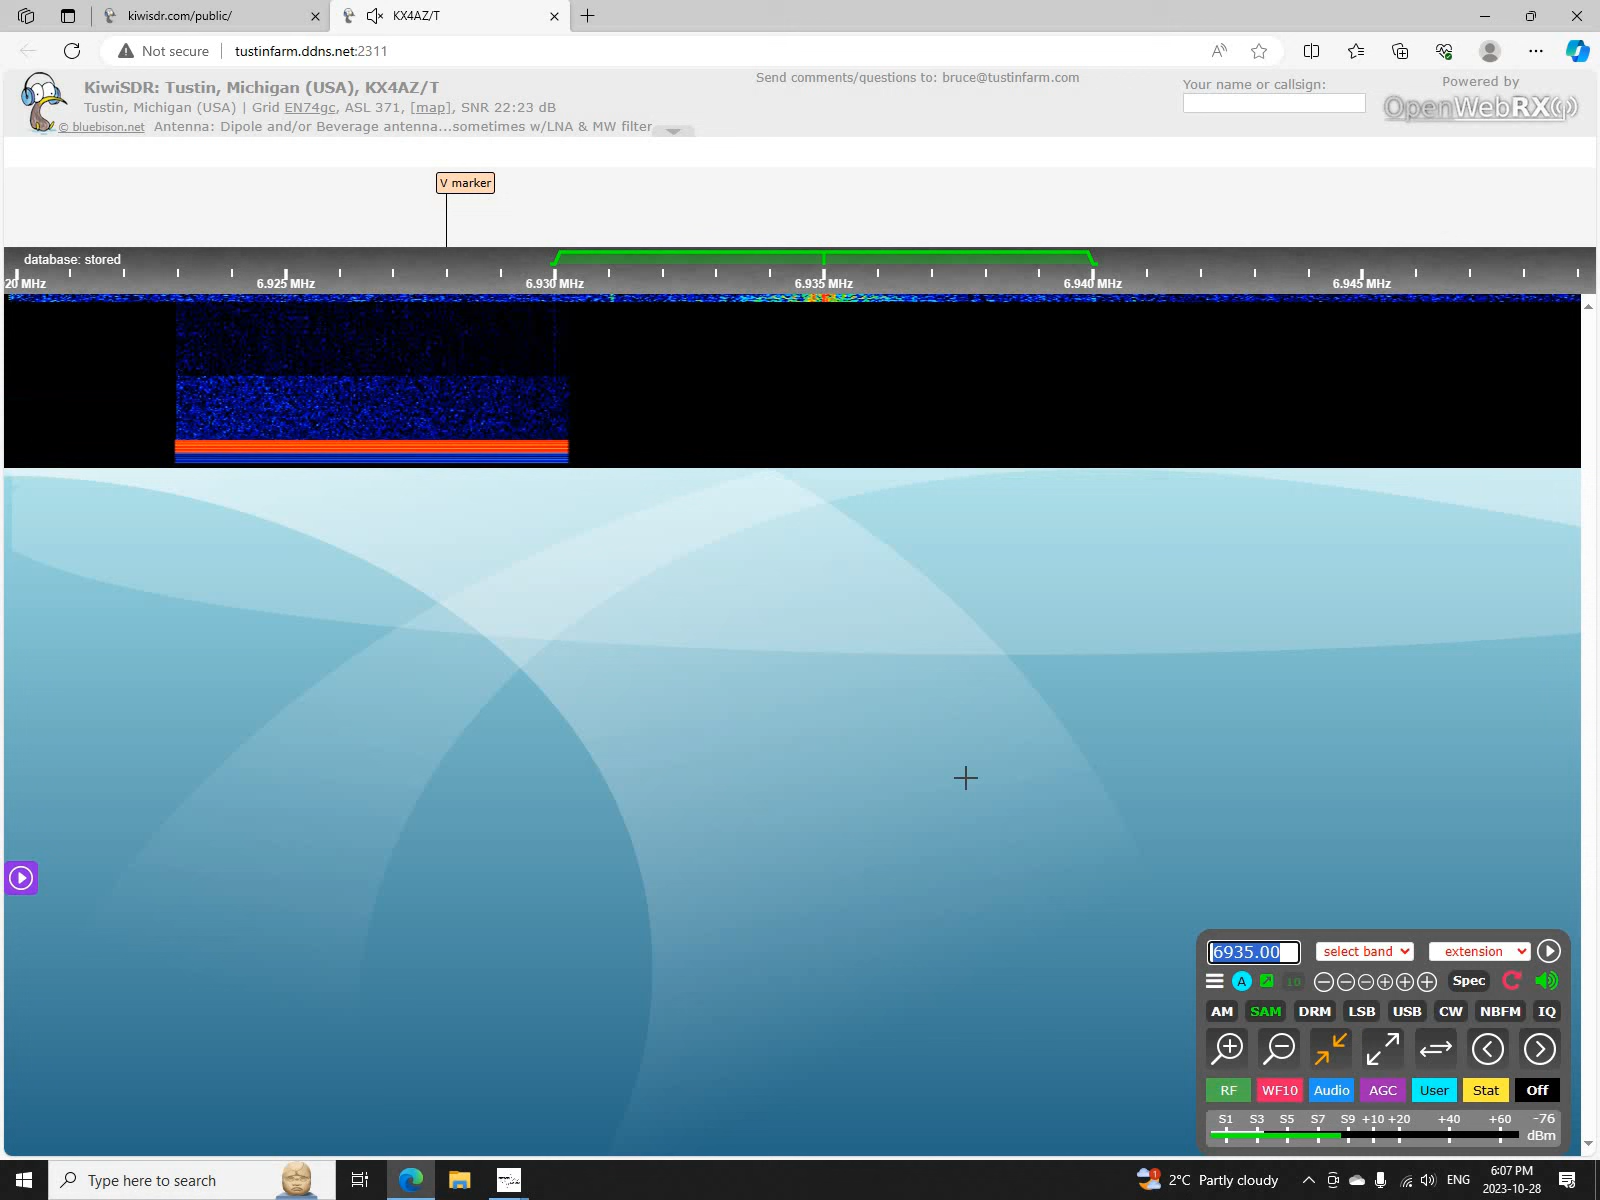 kiwisdr.com/public/
KX4AZ/T
Not secure
tustinfarm.ddns.net:2311
KiwiSDR: Tustin, Michigan (USA), KX4AZ/T
Tustin, Michigan (USA) | Grid EN74gc, ASL 371, [map], SNR 22:23 dB
© bluebison.net Antenna: Dipole and/or Beverage antenna...sometimes w/LNA & MW filter
Send comments/questions to: bruce@tustinfarm.com
Your name or callsign:
Powered by
OpenWebRX
V marker
database: stored
20 MHz 6.925 MHz 6.930 MHz 6.935 MHz 6.940 MHz 6.945 MHz
6935.00 select band extension
A 10 Spec
AM SAM DRM LSB USB CW NBFM IQ
RF WF10 Audio AGC User Stat Off
S1 S3 S5 S7 S9 +10 +20 +40 +60 -76
dBm
Type here to search
1
2°C Partly cloudy
ENG
6:07 PM
2023-10-28